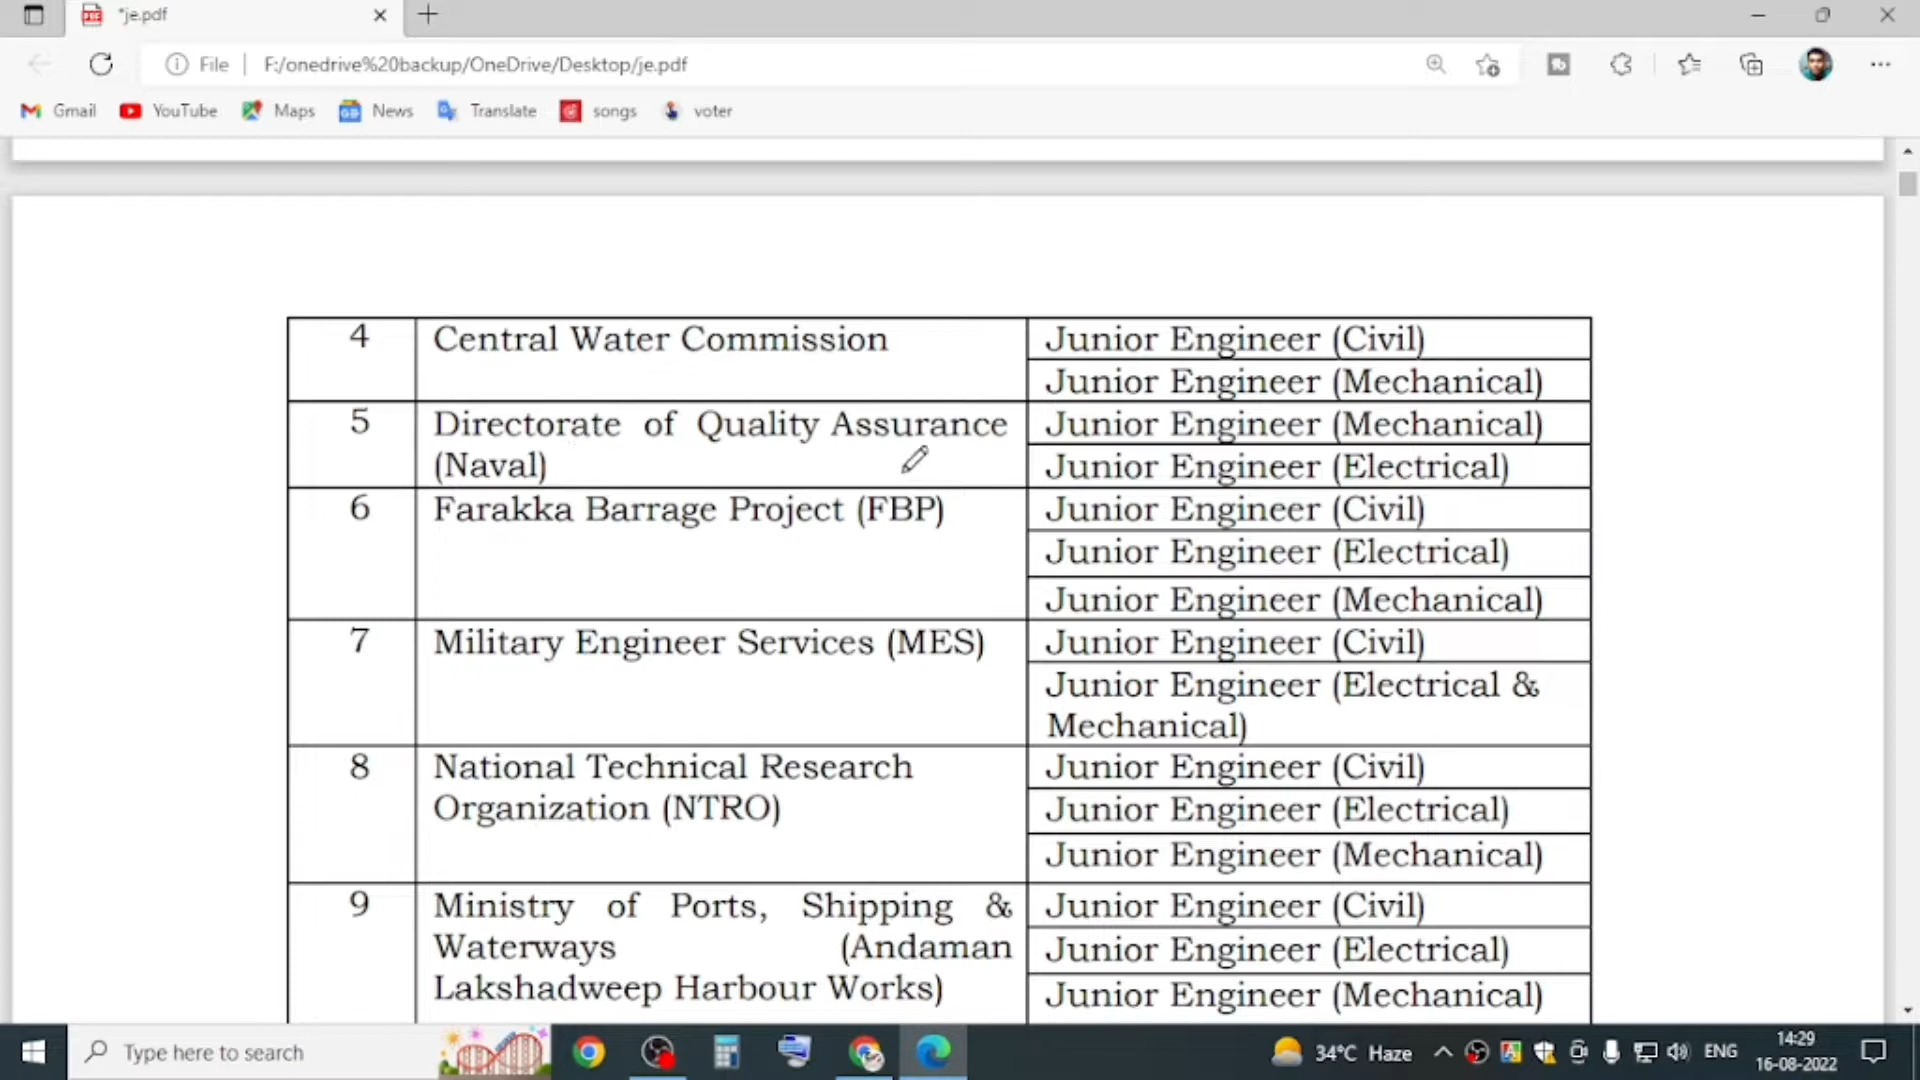 *je.pdf
File
F:/onedrive%20backup/OneDrive/Desktop/je.pdf
Gmail
YouTube
Maps
News
Translate
songs
voter
4
Central Water Commission
Junior Engineer (Civil)
Junior Engineer (Mechanical)
5
Directorate of Quality Assurance
(Naval)
Junior Engineer (Mechanical)
Junior Engineer (Electrical)
6
Farakka Barrage Project (FBP)
Junior Engineer (Civil)
Junior Engineer (Electrical)
Junior Engineer (Mechanical)
7
Military Engineer Services (MES)
Junior Engineer (Civil)
Junior Engineer (Electrical &
Mechanical)
8
National Technical Research
Organization (NTRO)
Junior Engineer (Civil)
Junior Engineer (Electrical)
Junior Engineer (Mechanical)
9
Ministry of Ports, Shipping &
Waterways (Andaman
Lakshadweep Harbour Works)
Junior Engineer (Civil)
Junior Engineer (Electrical)
Junior Engineer (Mechanical)
Type here to search
34°C Haze
ENG
14:29
16-08-2022